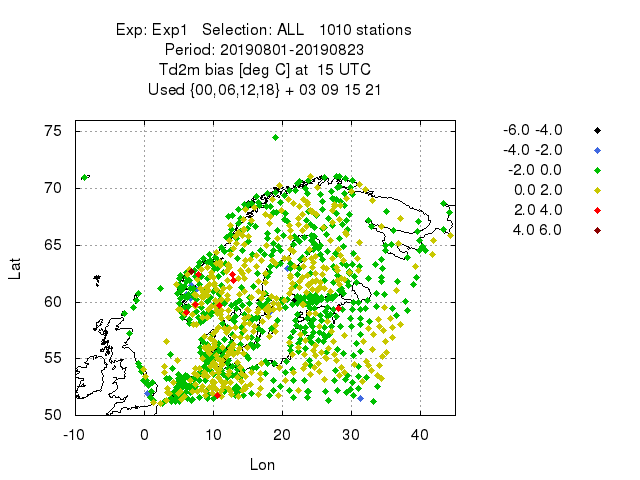 Exp: Exp1 Selection: ALL 1010 stations
Period: 20190801-20190823
Td2m bias [deg C] at 15 UTC
Used {00,06,12,18} + 03 09 15 21
75
70
65
60
55
50
Lat
-10 0 10 20 30 40
Lon
-6.0 -4.0
-4.0 -2.0
-2.0 0.0
0.0 2.0
2.0 4.0
4.0 6.0